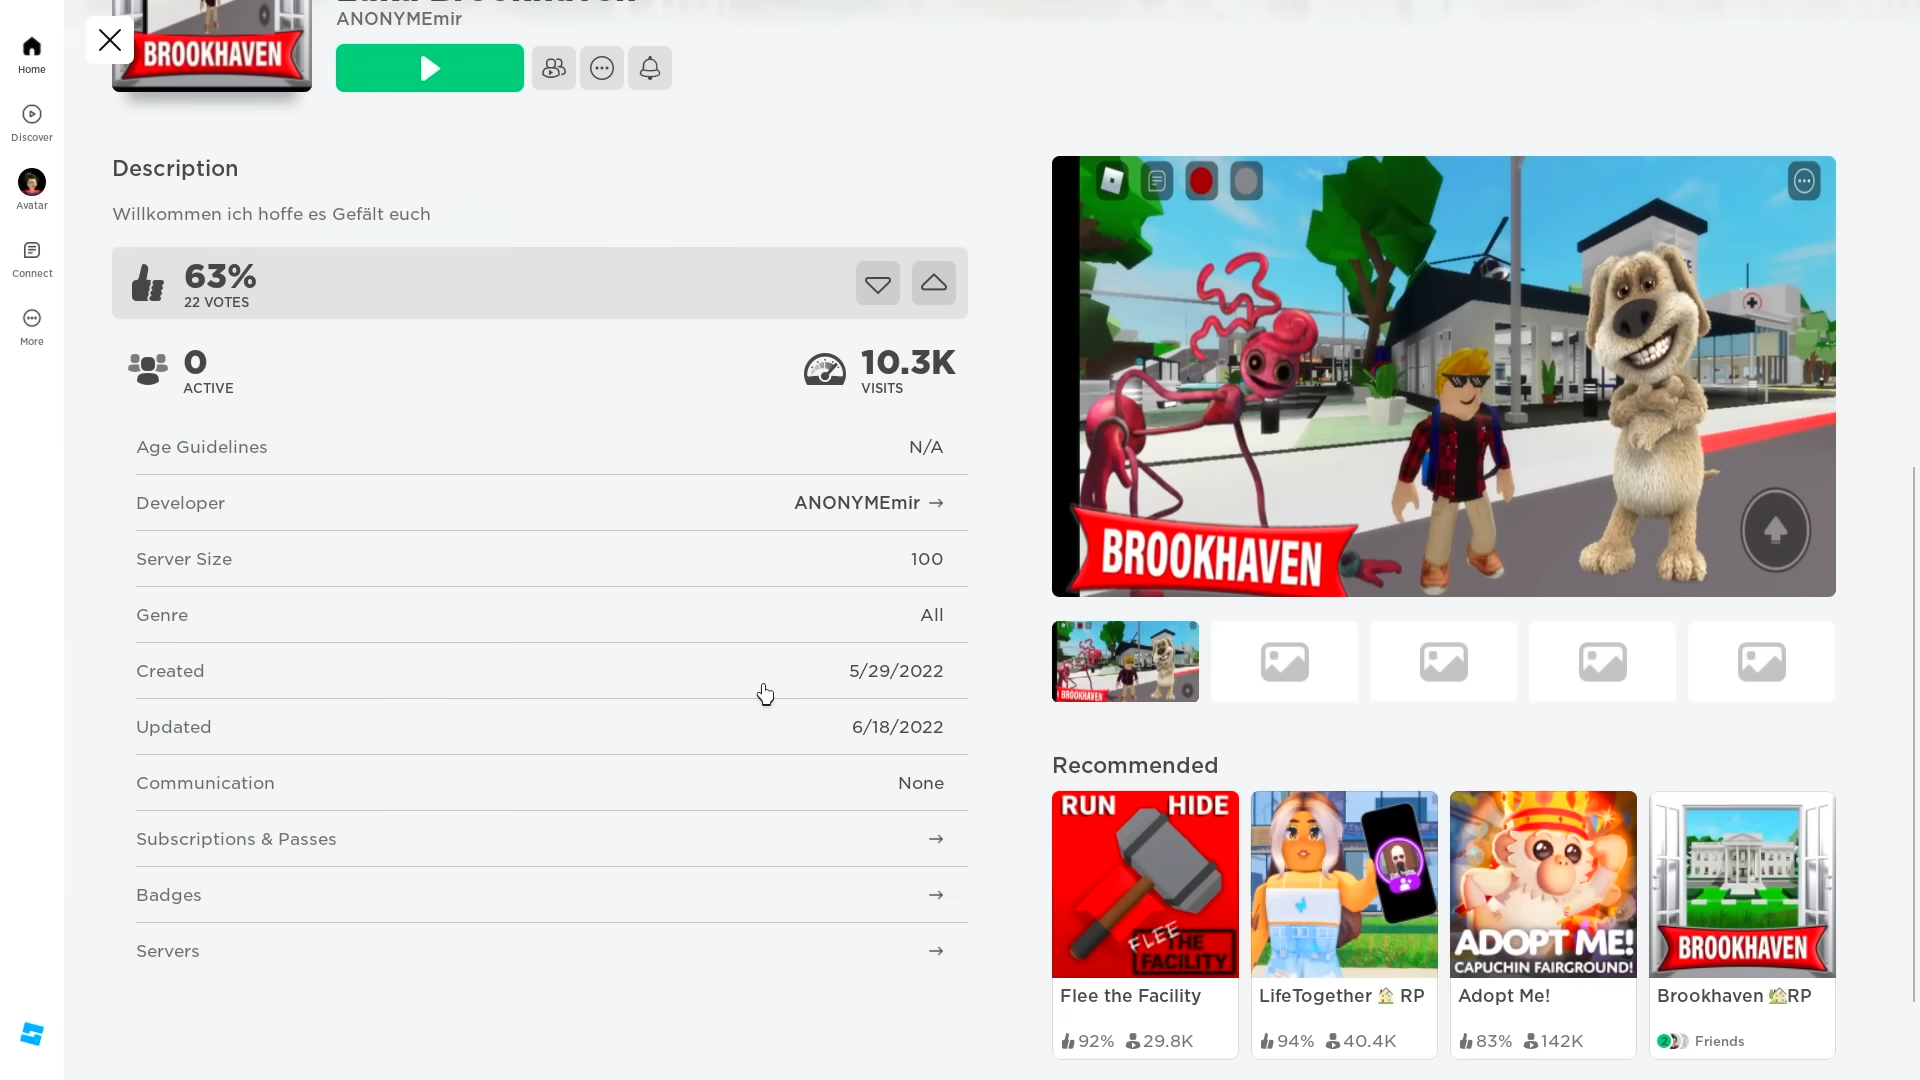 ANONYMEmir
BROOKHAVEN
Home
Discover
Avatar
Connect
More
Description
Willkommen ich hoffe es Gefält euch
63%
22 VOTES
0
ACTIVE
10.3K
VISITS
Age Guidelines N/A
Developer ANONYMEmir →
Server Size 100
Genre All
Created 5/29/2022
Updated 6/18/2022
Communication None
Subscriptions & Passes →
Badges →
Servers →
BROOKHAVEN
BROOKHAVEN
Recommended
RUN HIDE
FLEE THE
FACILITY
Flee the Facility
92% 29.8K
LifeTogether 🏠 RP
94% 40.4K
ADOPT ME!
CAPUCHIN FAIRGROUND!
Adopt Me!
83% 142K
BROOKHAVEN
Brookhaven 🏡RP
2 Friends